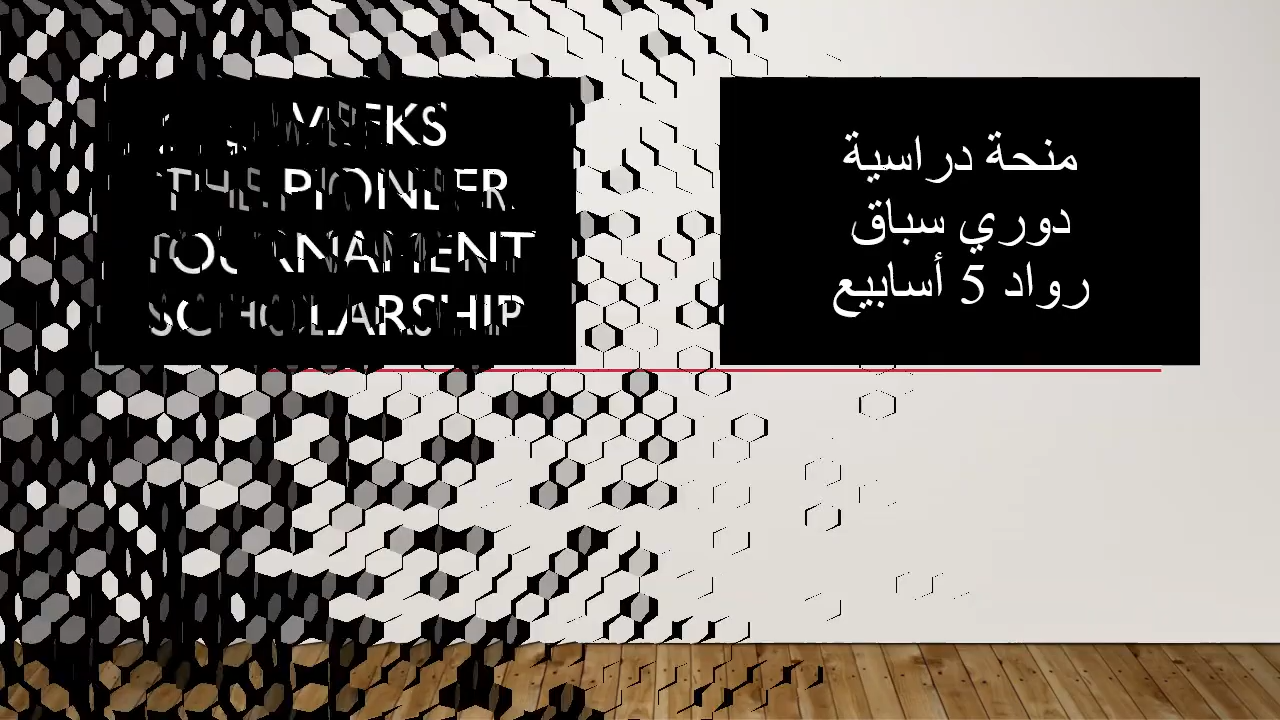 WEEKS
THE PIONEER
TOURNAMENT
SCHOLARSHIP
منحة دراسية
دوري سباق
رواد 5 أسابيع